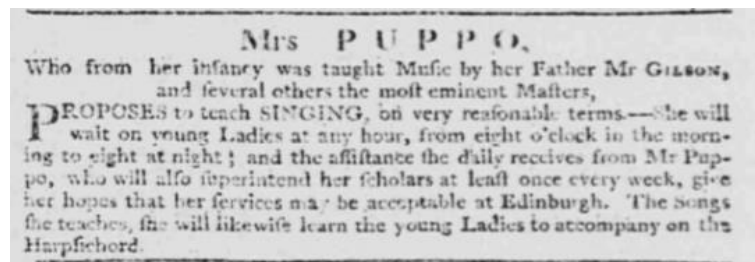 Mrs PUPPO,
Who from her infancy was taught Muſic by her Father Mr GILSON,
and ſeveral others the moſt eminent Maſters,
PROPOSES to teach SINGING, on very reaſonable terms.—She will
wait on young Ladies at any hour, from eight o'clock in the morn-
ing to eight at night; and the aſſiſtance ſhe daily receives from Mr Pup-
po, who will alſo ſuperintend her ſcholars at leaſt once every week, give
her hopes that her ſervices may be acceptable at Edinburgh. The Songs
ſhe teaches, ſhe will likewiſe learn the young Ladies to accompany on the
Harpſichord.